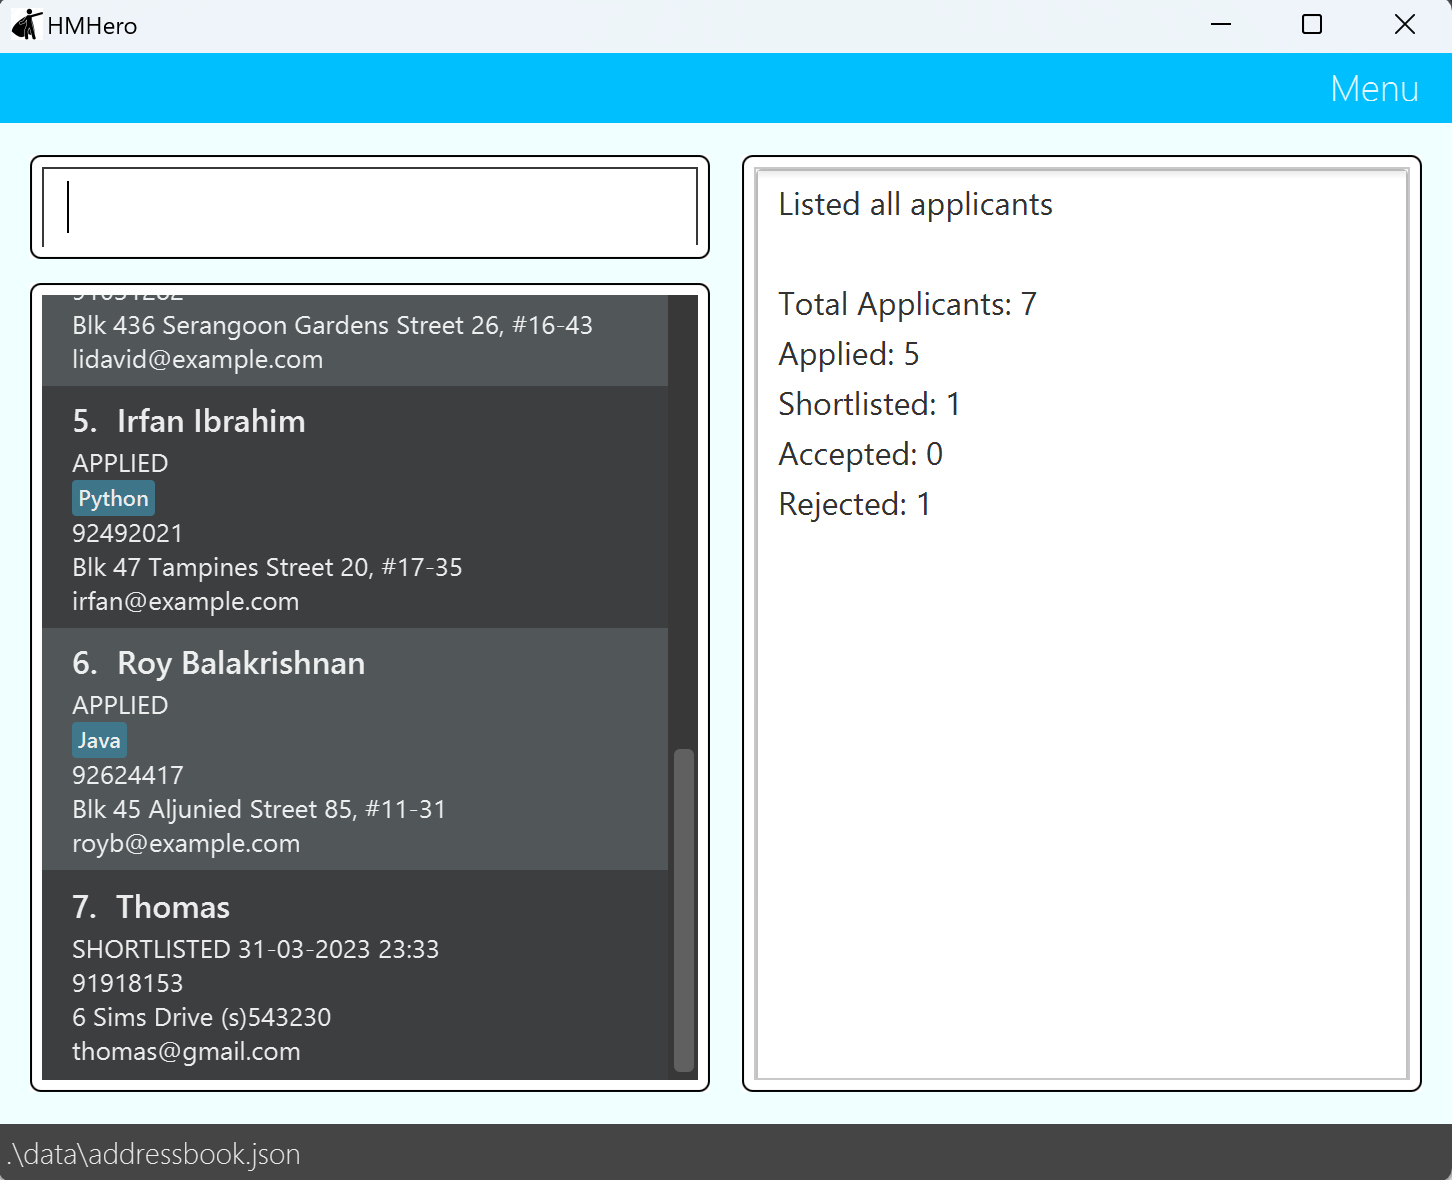 HMHero
Menu
Blk 436 Serangoon Gardens Street 26, #16-43
lidavid@example.com
5. Irfan Ibrahim
APPLIED
Python
92492021
Blk 47 Tampines Street 20, #17-35
irfan@example.com
6. Roy Balakrishnan
APPLIED
Java
92624417
Blk 45 Aljunied Street 85, #11-31
royb@example.com
7. Thomas
SHORTLISTED 31-03-2023 23:33
91918153
6 Sims Drive (s)543230
thomas@gmail.com
Listed all applicants
Total Applicants: 7
Applied: 5
Shortlisted: 1
Accepted: 0
Rejected: 1
.\data\addressbook.json